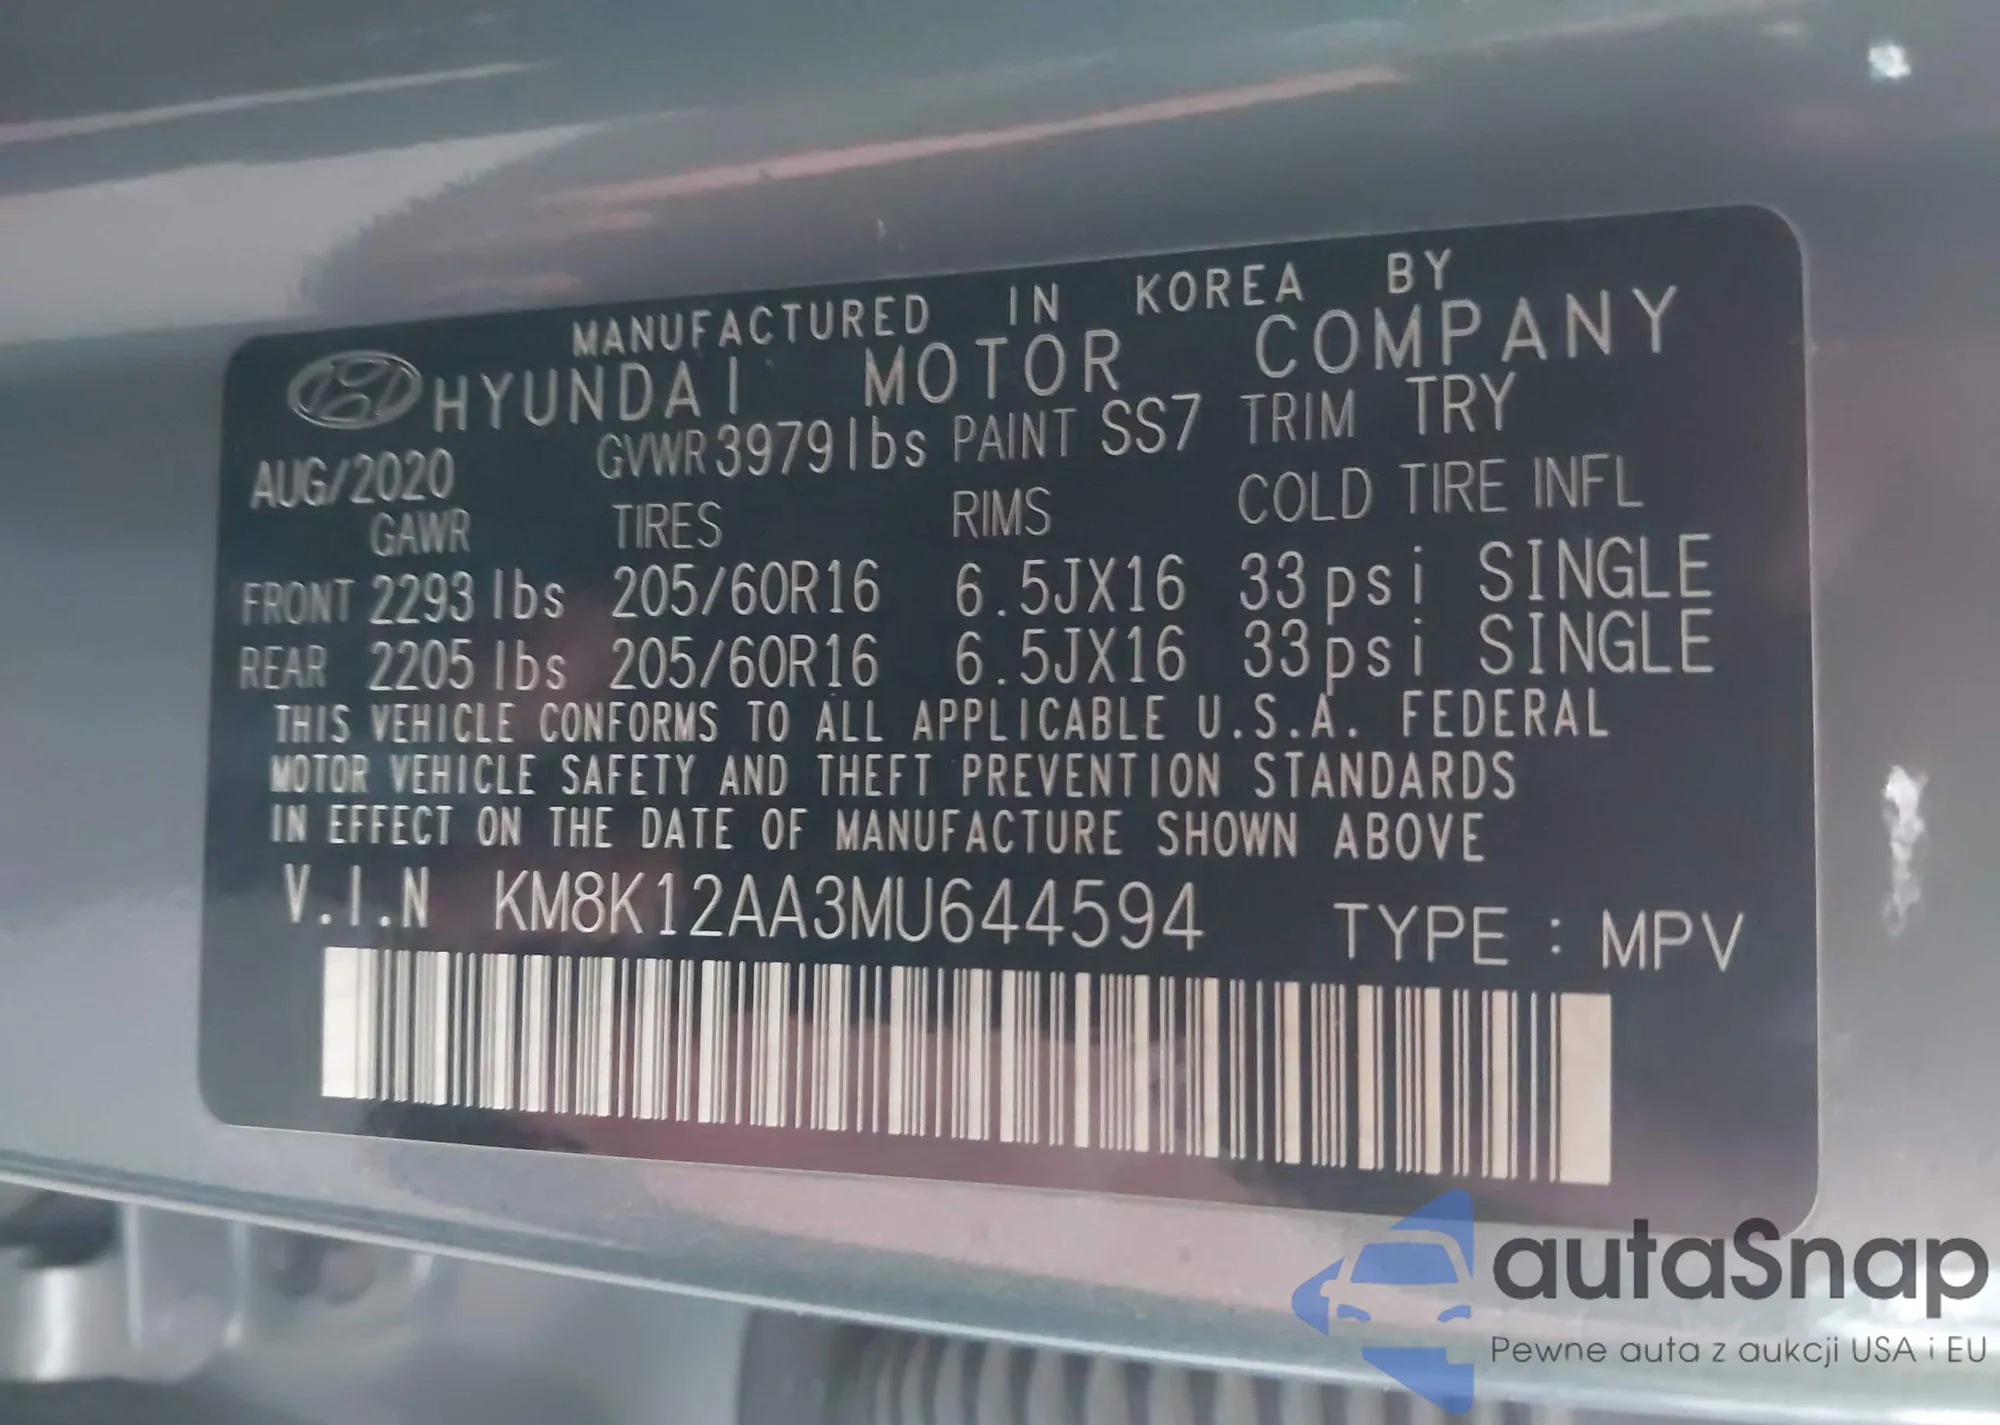 MANUFACTURED IN KOREA BY
HYUNDAI MOTOR COMPANY
AUG/2020 GVWR 3979lbs PAINT SS7 TRIM TRY
GAWR TIRES RIMS COLD TIRE INFL
FRONT 2293 lbs 205/60R16 6.5JX16 33psi SINGLE
REAR 2205 lbs 205/60R16 6.5JX16 33psi SINGLE
THIS VEHICLE CONFORMS TO ALL APPLICABLE U.S.A. FEDERAL
MOTOR VEHICLE SAFETY AND THEFT PREVENTION STANDARDS
IN EFFECT ON THE DATE OF MANUFACTURE SHOWN ABOVE
V.I.N KM8K12AA3MU644594 TYPE : MPV
autaSnap
Pewne auta z aukcji USA i EU